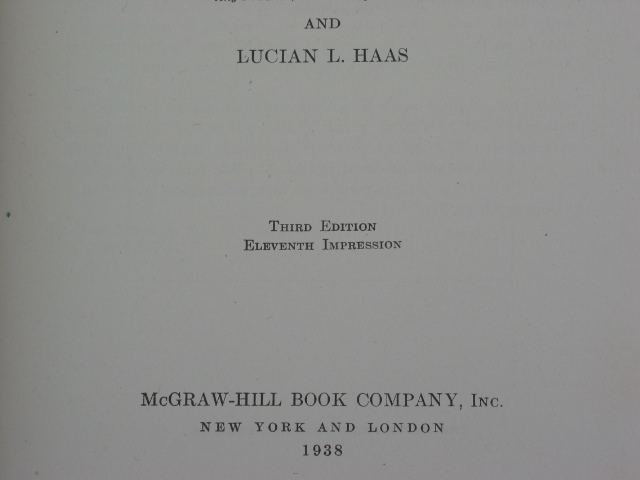 AND
LUCIAN L. HAAS
THIRD EDITION
ELEVENTH IMPRESSION
McGRAW-HILL BOOK COMPANY, INC.
NEW YORK AND LONDON
1938